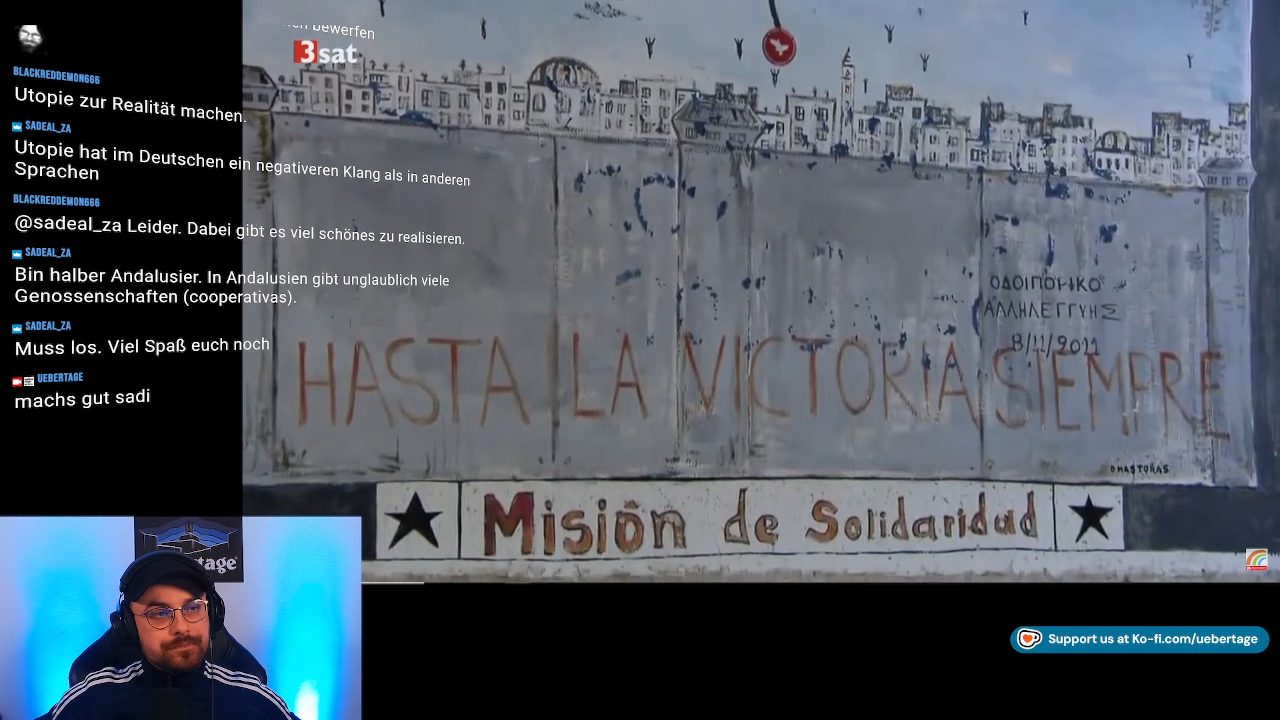 bewerfen
3sat
BLACKREDDEMON666
Utopie zur Realität machen.
SADEAL_ZA
Utopie hat im Deutschen ein negativeren Klang als in anderen
Sprachen
BLACKREDDEMON666
@sadeal_za Leider. Dabei gibt es viel schönes zu realisieren.
SADEAL_ZA
Bin halber Andalusier. In Andalusien gibt unglaublich viele
Genossenschaften (cooperativas).
SADEAL_ZA
Muss los. Viel Spaß euch noch
UEBERTAGE
machs gut sadi
ΟΔΟΙΠΟΡΙΚΟ
ΑΛΛΗΛΕΓΓΥΗΣ
8/11/2011
HASTA LA VICTORIA SIEMPRE
D.MASTORAS
Misión de Solidaridad
Support us at Ko-fi.com/uebertage